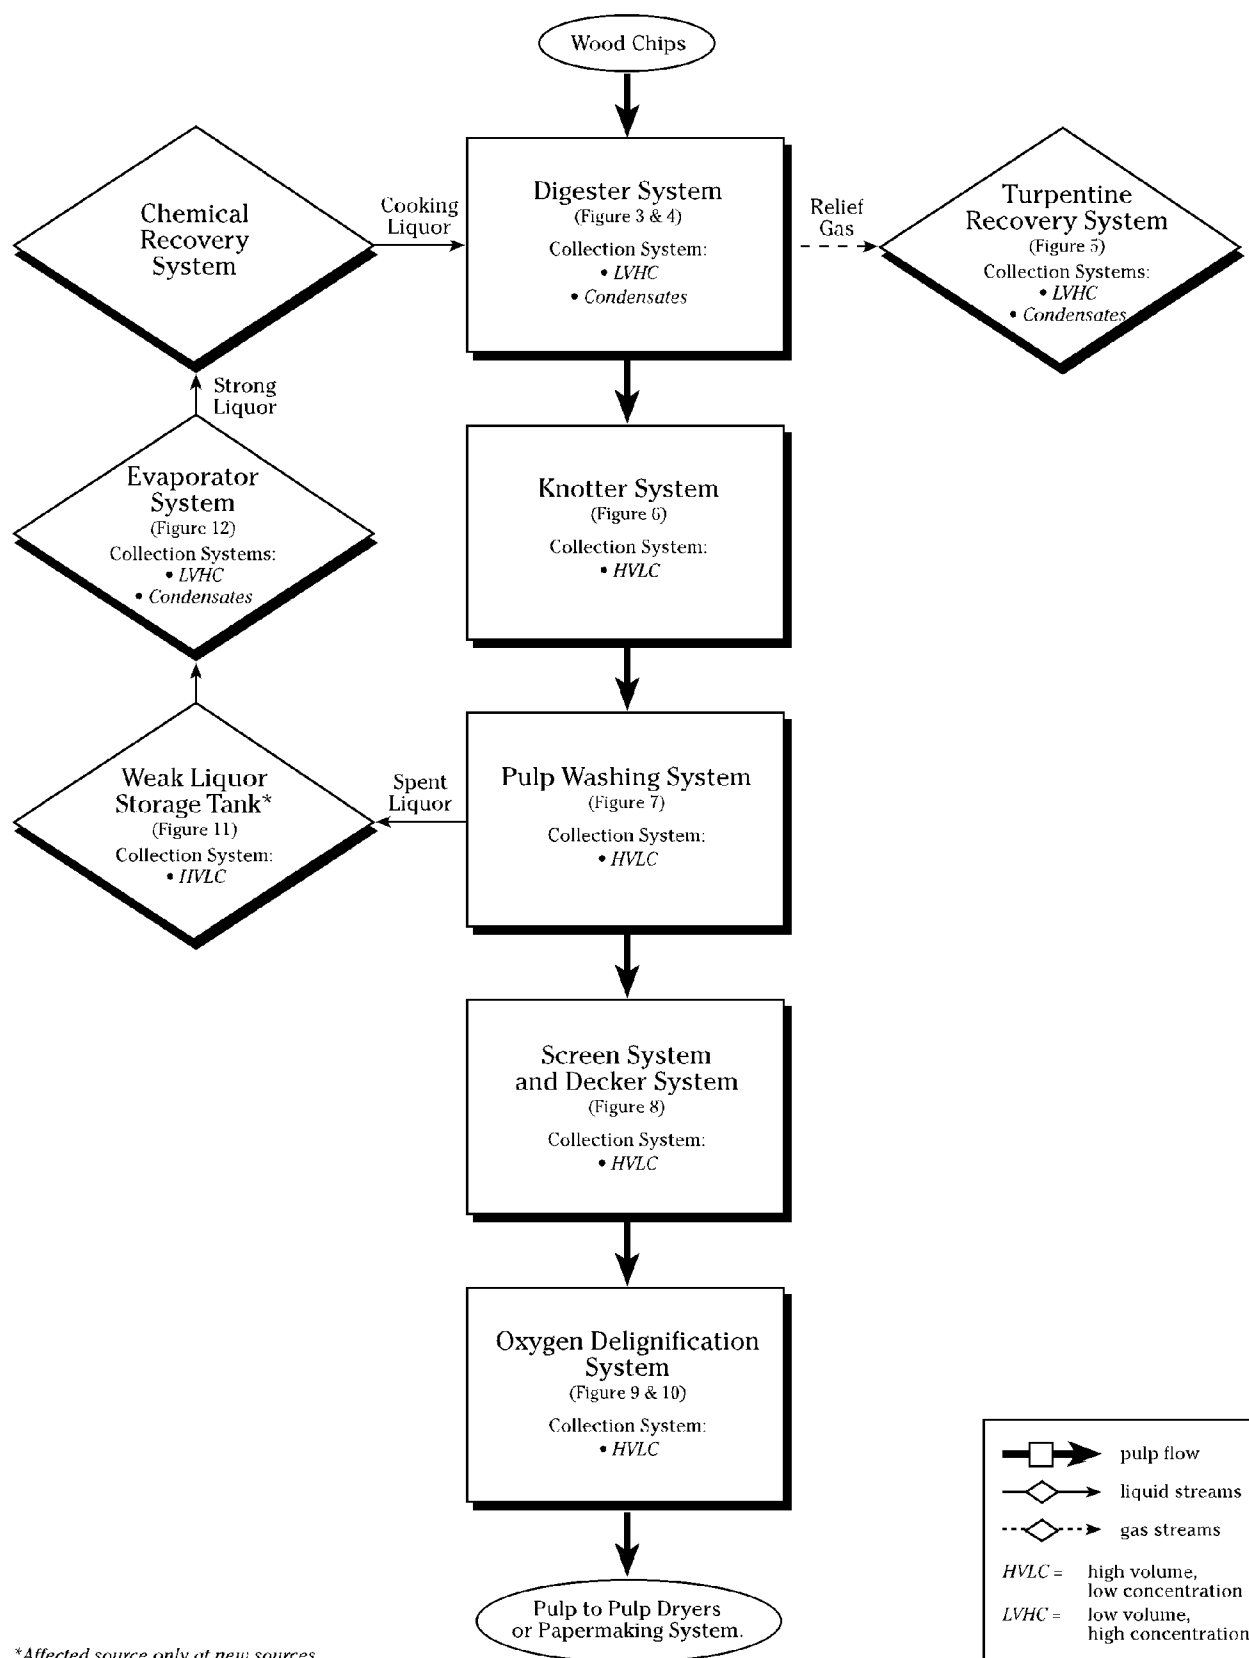 Wood Chips
Chemical
Recovery
System
Cooking
Liquor
Digester System
(Figure 3 & 4)
Collection System:
• LVHC
• Condensates
Relief
Gas
Turpentine
Recovery System
(Figure 5)
Collection Systems:
• LVHC
• Condensates
Strong
Liquor
Evaporator
System
(Figure 12)
Collection Systems:
• LVHC
• Condensates
Knotter System
(Figure 6)
Collection System:
• HVLC
Weak Liquor
Storage Tank*
(Figure 11)
Collection System:
• HVLC
Spent
Liquor
Pulp Washing System
(Figure 7)
Collection System:
• HVLC
Screen System
and Decker System
(Figure 8)
Collection System:
• HVLC
Oxygen Delignification
System
(Figure 9 & 10)
Collection System:
• HVLC
Pulp to Pulp Dryers
or Papermaking System.
pulp flow
liquid streams
gas streams
HVLC = high volume,
low concentration
LVHC = low volume,
high concentration
*Affected source only at new sources